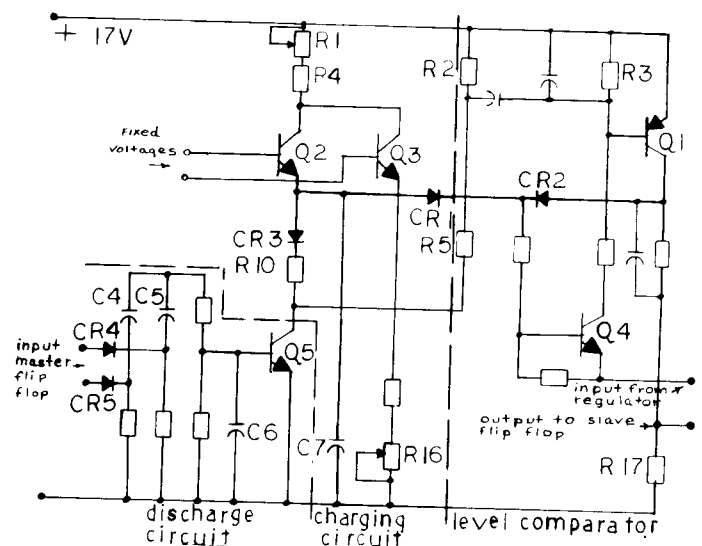 + 17V
R1
R4
R2
R3
fixed
voltages
Q2
Q3
Q1
CR2
CR1
CR3
R5
R10
C4
C5
CR4
Q5
Q4
input
master
flip
flop
CR5
input from
regulator
output to slave
flip flop
C6
C7
R16
R17
discharge
circuit
charging
circuit
level comparator